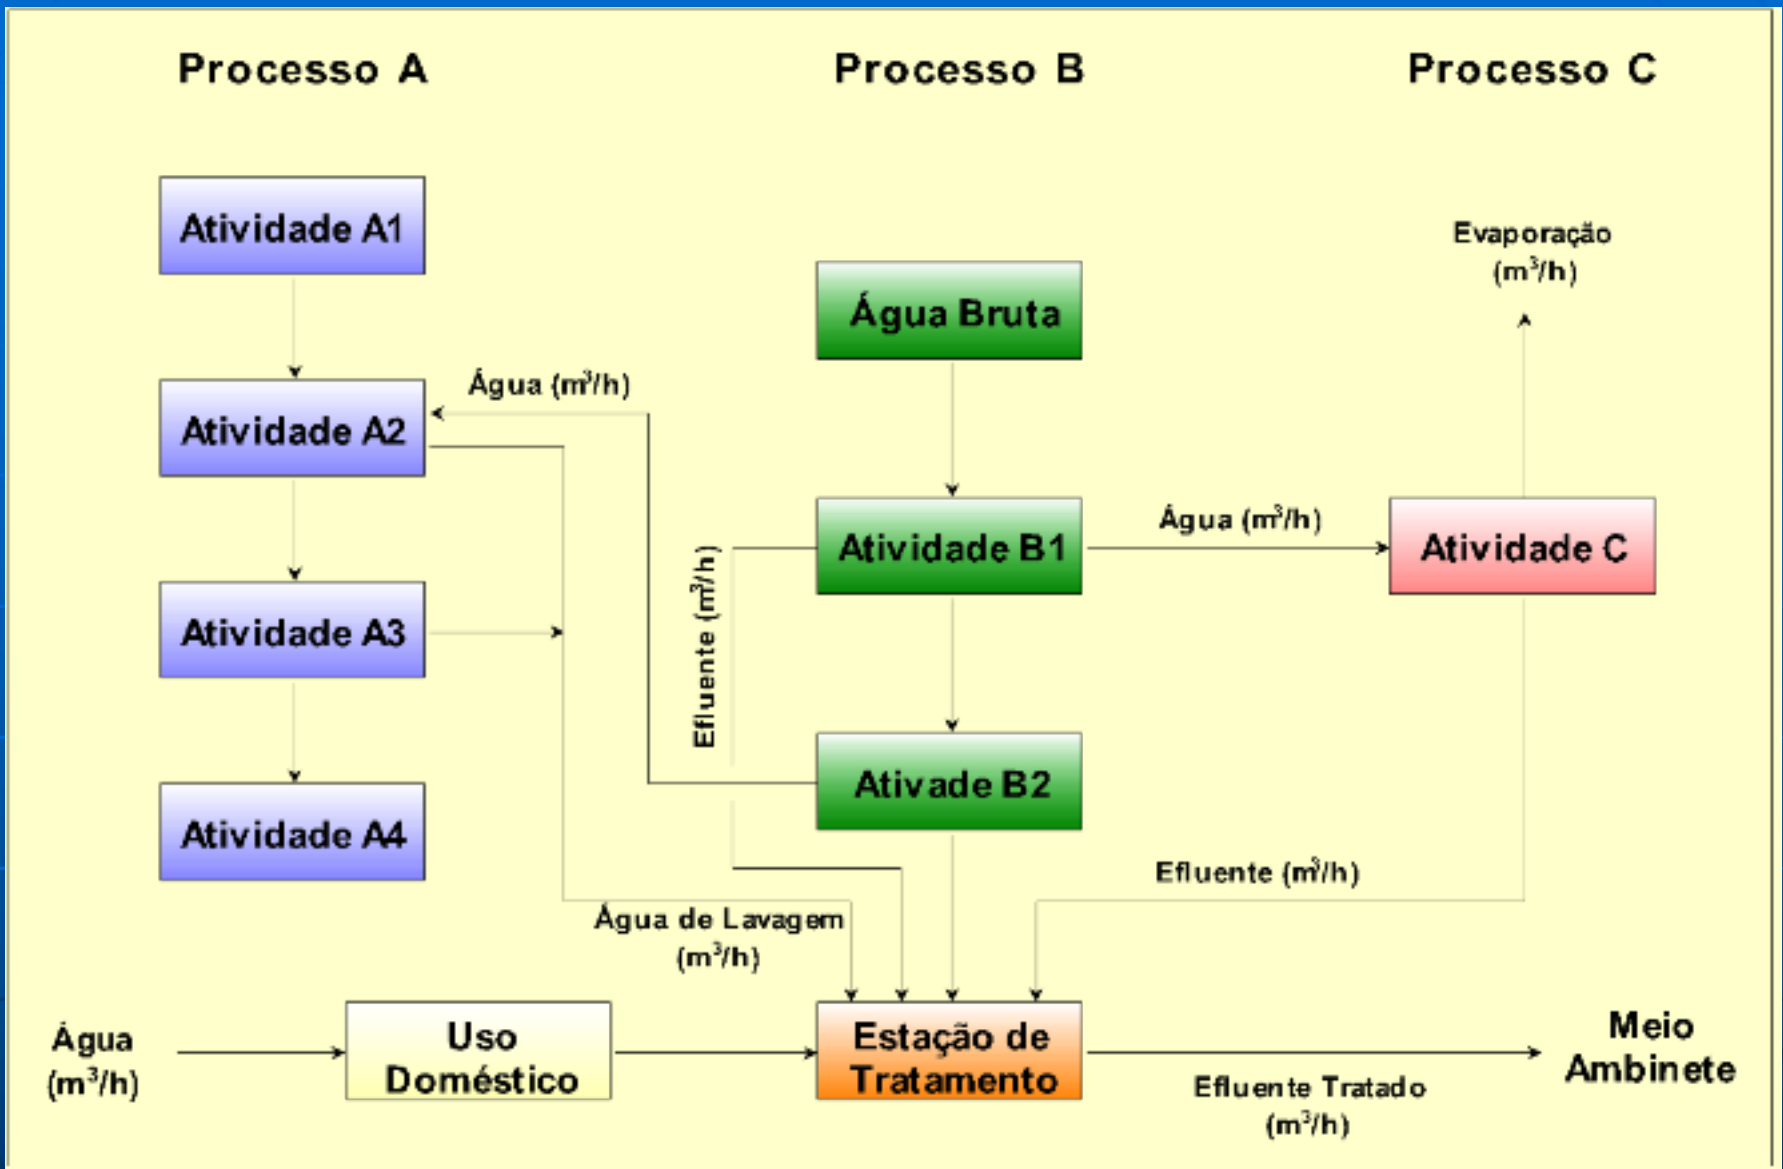 Processo A
Processo B
Processo C
Atividade A1
Evaporação
(m³/h)
Água Bruta
Água (m³/h)
Atividade A2
Água (m³/h)
Efluente (m³/h)
Atividade B1
Atividade C
Atividade A3
Ativade B2
Atividade A4
Efluente (m³/h)
Água de Lavagem
(m³/h)
Água
(m³/h)
Uso
Doméstico
Estação de
Tratamento
Efluente Tratado
(m³/h)
Meio
Ambinete